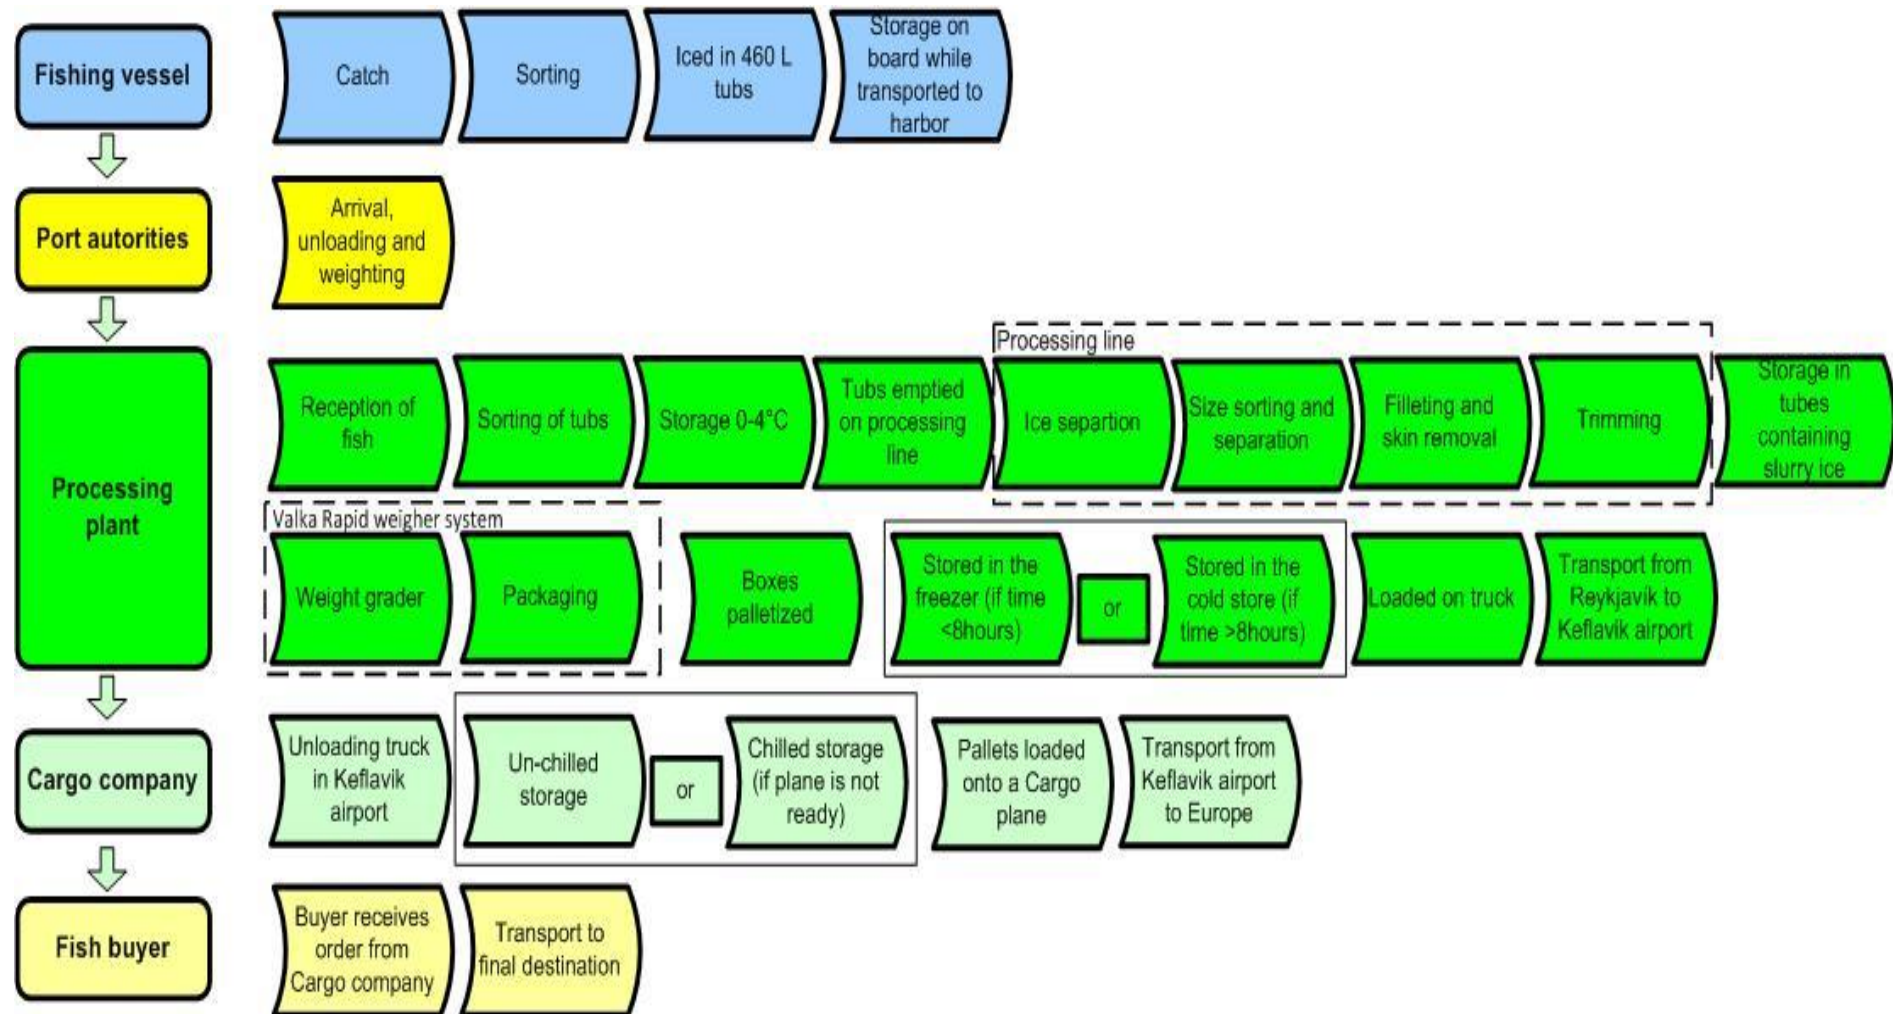 Fishing vessel
Catch
Sorting
Iced in 460 L
tubs
Storage on
board while
transported to
harbor
Port autorities
Arrival,
unloading and
weighting
Processing
plant
Reception of
fish
Sorting of tubs
Storage 0-4°C
Tubs emptied
on processing
line
Processing line
Ice separtion
Size sorting and
separation
Filleting and
skin removal
Trimming
Storage in
tubes
containing
slurry ice
Valka Rapid weigher system
Weight grader
Packaging
Boxes
palletized
Stored in the
freezer (if time
<8hours)
or
Stored in the
cold store (if
time >8hours)
Loaded on truck
Transport from
Reykjavik to
Keflavik airport
Cargo company
Unloading truck
in Keflavik
airport
Un-chilled
storage
or
Chilled storage
(if plane is not
ready)
Pallets loaded
onto a Cargo
plane
Transport from
Keflavik airport
to Europe
Fish buyer
Buyer receives
order from
Cargo company
Transport to
final destination